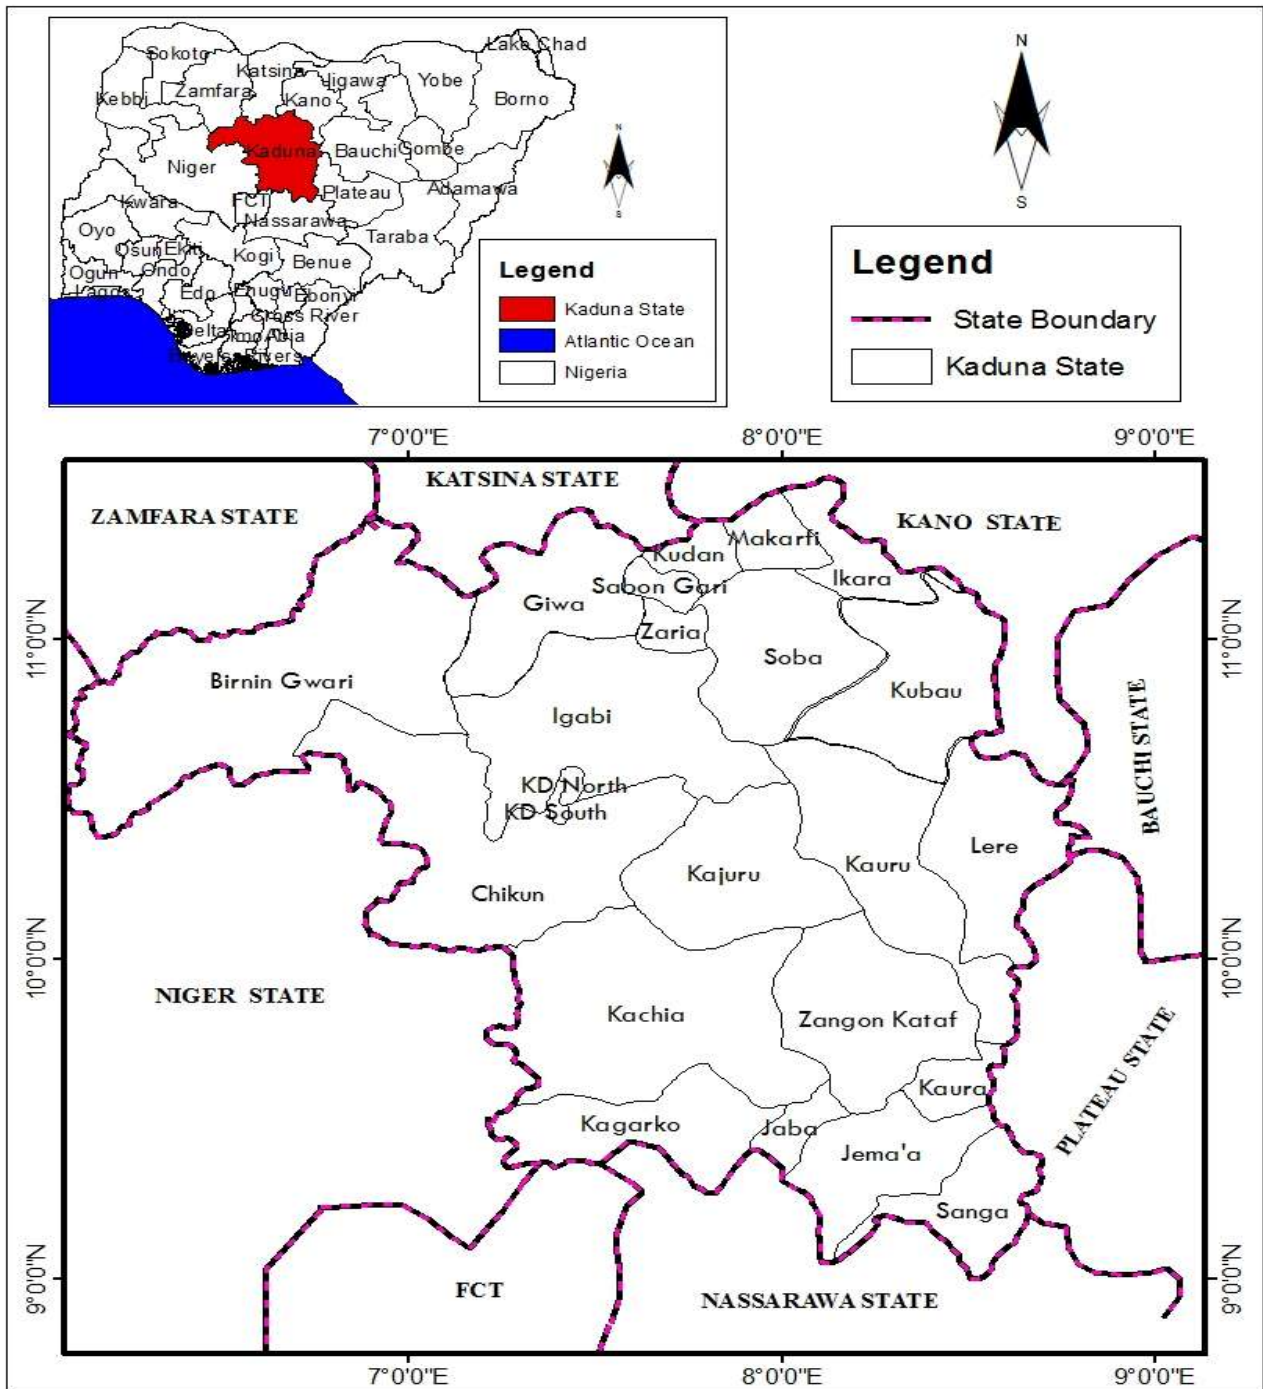 Lake Chad
Sokoto
Katsina
Jigawa
Yobe
Zamfara
Kebbi
Kano
Borno
Kaduna
Bauchi
Gombe
Niger
Plateau
Adamawa
Kwara
FCT
Nassarawa
Oyo
Taraba
Osun
Ekiti
Kogi
Benue
Ogun
Ondo
Lagos
Edo
Enugu
Ebonyi
Cross River
Delta
Imo
Abia
Rivers
N
S
Legend
Kaduna State
Atlantic Ocean
Nigeria
N
S
Legend
State Boundary
Kaduna State
7°0'0"E
8°0'0"E
9°0'0"E
KATSINA STATE
ZAMFARA STATE
KANO STATE
Makarfi
Kudan
Ikara
Sabon Gari
Giwa
Zaria
11°0'0"N
11°0'0"N
Soba
Birnin Gwari
Kubau
Igabi
BAUCHI STATE
KD North
KD South
Lere
Kauru
Kajuru
Chikun
10°0'0"N
10°0'0"N
NIGER STATE
Kachia
Zangon Kataf
PLATEAU STATE
Kaura
Kagarko
Jaba
Jema'a
Sanga
9°0'0"N
9°0'0"N
FCT
NASSARAWA STATE
7°0'0"E
8°0'0"E
9°0'0"E